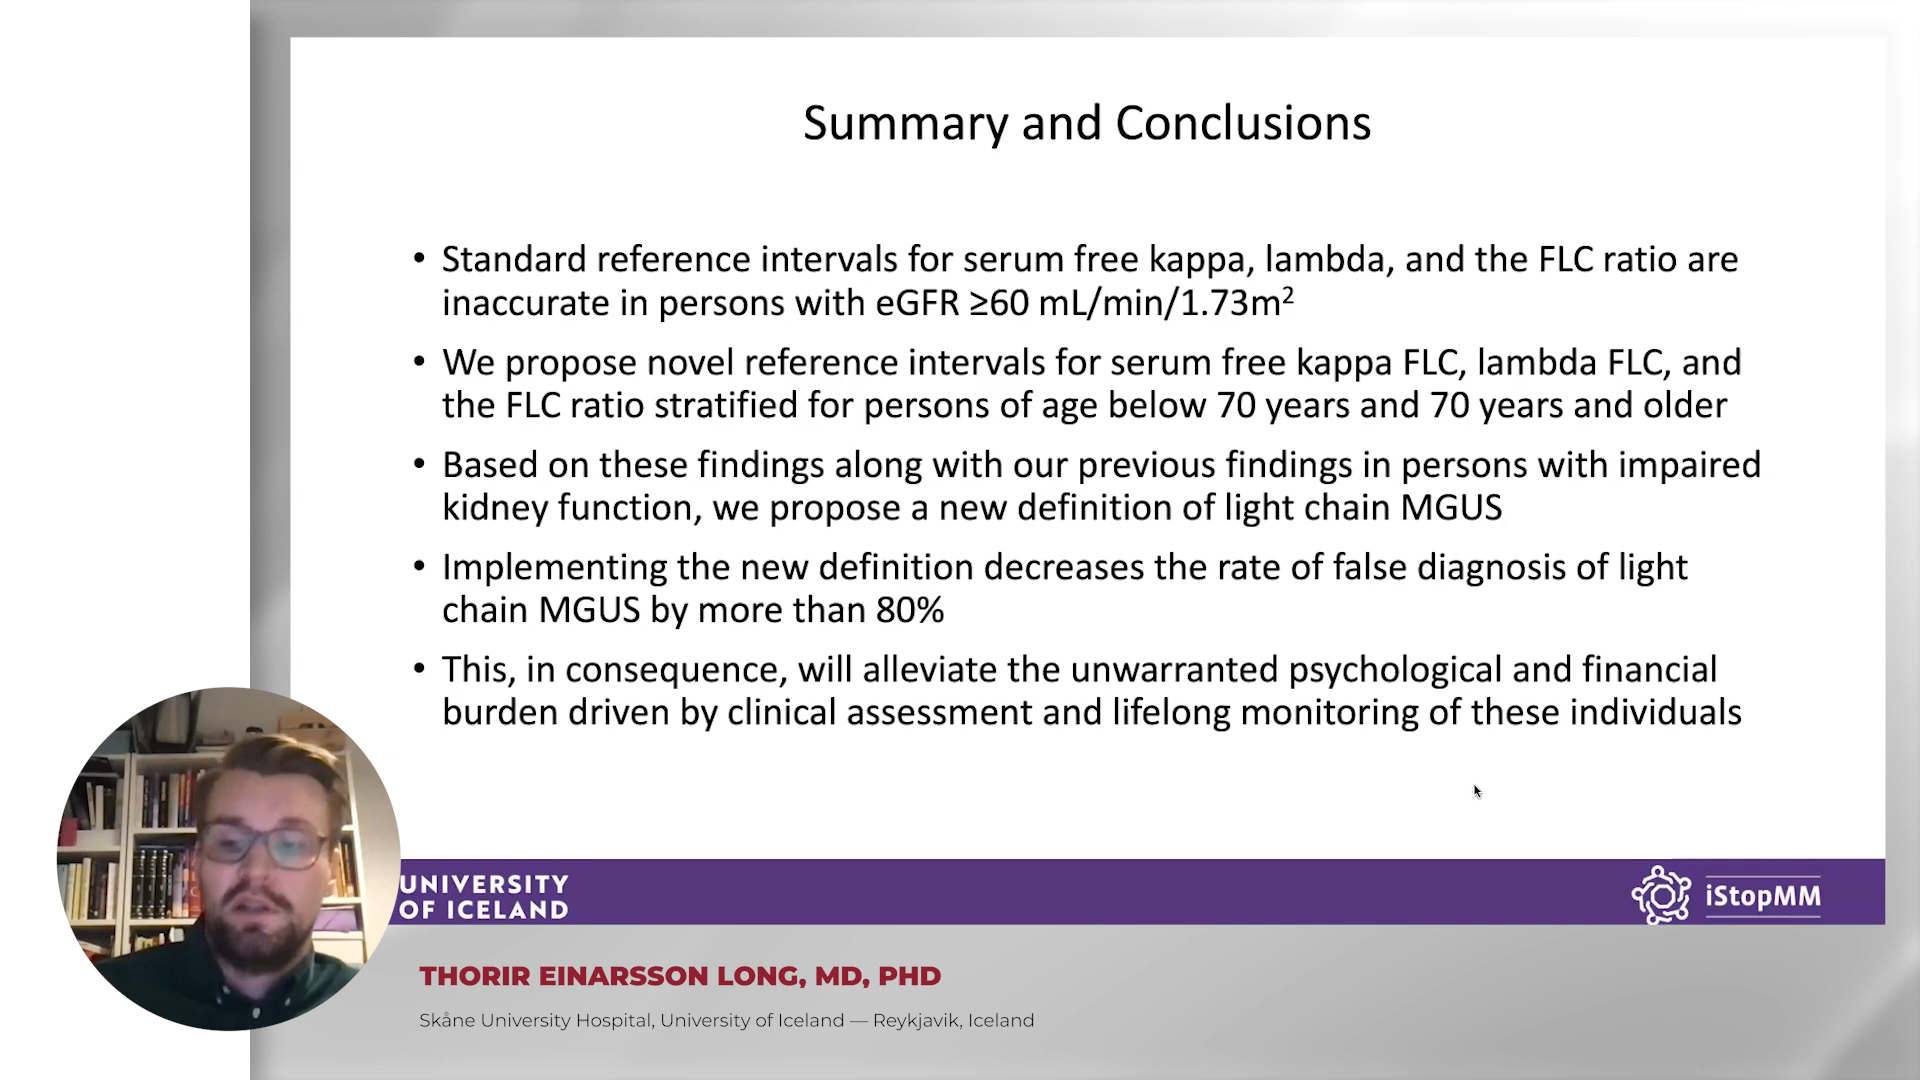 Summary and Conclusions
• Standard reference intervals for serum free kappa, lambda, and the FLC ratio are
inaccurate in persons with eGFR ≥60 mL/min/1.73m²
• We propose novel reference intervals for serum free kappa FLC, lambda FLC, and
the FLC ratio stratified for persons of age below 70 years and 70 years and older
• Based on these findings along with our previous findings in persons with impaired
kidney function, we propose a new definition of light chain MGUS
• Implementing the new definition decreases the rate of false diagnosis of light
chain MGUS by more than 80%
• This, in consequence, will alleviate the unwarranted psychological and financial
burden driven by clinical assessment and lifelong monitoring of these individuals
UNIVERSITY
OF ICELAND
iStopMM
THORIR EINARSSON LONG, MD, PHD
Skåne University Hospital, University of Iceland — Reykjavik, Iceland